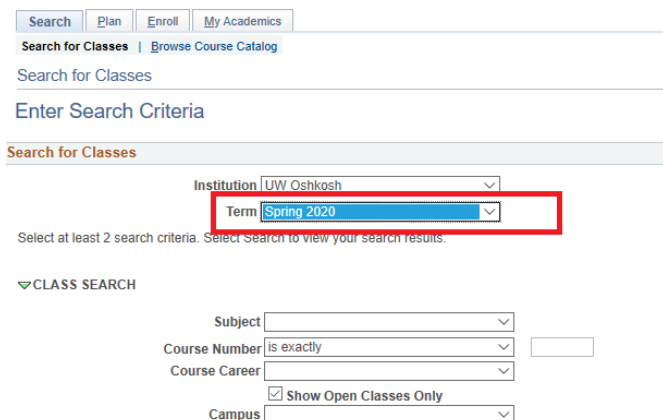 Search Plan Enroll My Academics
Search for Classes | Browse Course Catalog
Search for Classes
Enter Search Criteria
Search for Classes
Institution UW Oshkosh
Term Spring 2020
Select at least 2 search criteria. Select Search to view your search results.
CLASS SEARCH
Subject
Course Number is exactly
Course Career
Show Open Classes Only
Campus